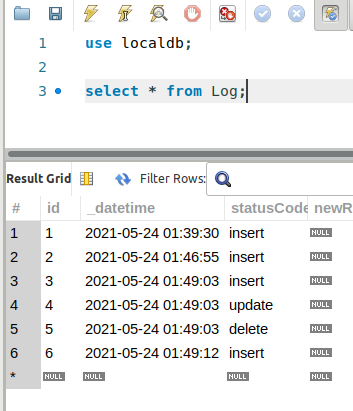 1 use localdb;
2
3 select * from Log;
Result Grid Filter Rows:
# id _datetime statusCode newR
1 1 2021-05-24 01:39:30 insert NULL
2 2 2021-05-24 01:46:55 insert NULL
3 3 2021-05-24 01:49:03 insert NULL
4 4 2021-05-24 01:49:03 update NULL
5 5 2021-05-24 01:49:03 delete NULL
6 6 2021-05-24 01:49:12 insert NULL
* NULL NULL NULL NULL